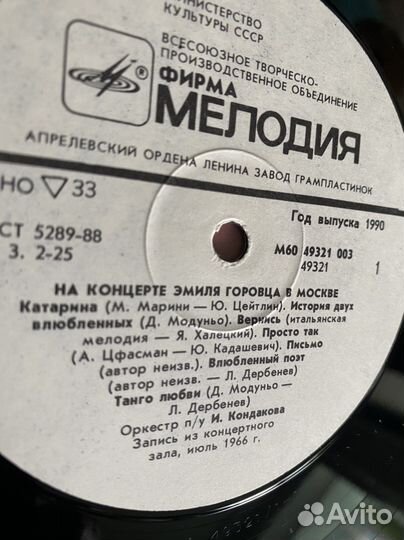 МИНИСТЕРСТВО
КУЛЬТУРЫ СССР
ВСЕСОЮЗНОЕ ТВОРЧЕСКО-
ПРОИЗВОДСТВЕННОЕ ОБЪЕДИНЕНИЕ
®
ФИРМА
МЕЛОДИЯ
АПРЕЛЕВСКИЙ ОРДЕНА ЛЕНИНА ЗАВОД ГРАМПЛАСТИНОК
НО ▽ 33
Год выпуска 1990
СТ 5289-88
М60 49321 003
З. 2-25
49321
1
НА КОНЦЕРТЕ ЭМИЛЯ ГОРОВЦА В МОСКВЕ
Катарина (М. Марини — Ю. Цейтлин). История двух
влюбленных (Д. Модуньо). Вернись (итальянская
мелодия — Я. Халецкий). Просто так
(А. Цфасман — Ю. Кадашевич). Письмо
(автор неизв.). Влюбленный поэт
(автор неизв. — Л. Дербенев)
Танго любви (Д. Модуньо —
Л. Дербенев)
Оркестр п/у И. Кондакова
Запись из концертного
зала, июль 1966 г.
Avito